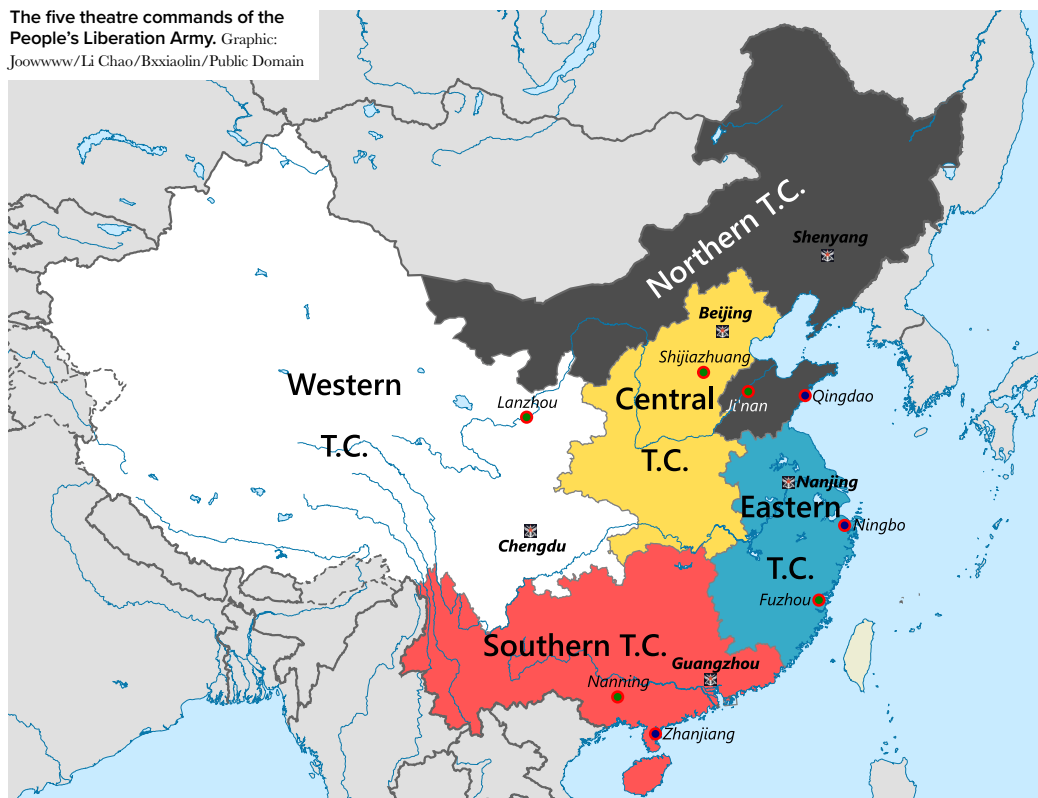 The five theatre commands of the
People's Liberation Army. Graphic:
Joowwww/Li Chao/Bxxiaolin/Public Domain
Northern T.C.
Shenyang
Beijing
Shijiazhuang
Western
T.C.
Lanzhou
Central
T.C.
Ji'nan
Qingdao
Nanjing
Eastern
T.C.
Ningbo
Chengdu
Fuzhou
Southern T.C.
Guangzhou
Nanning
Zhanjiang